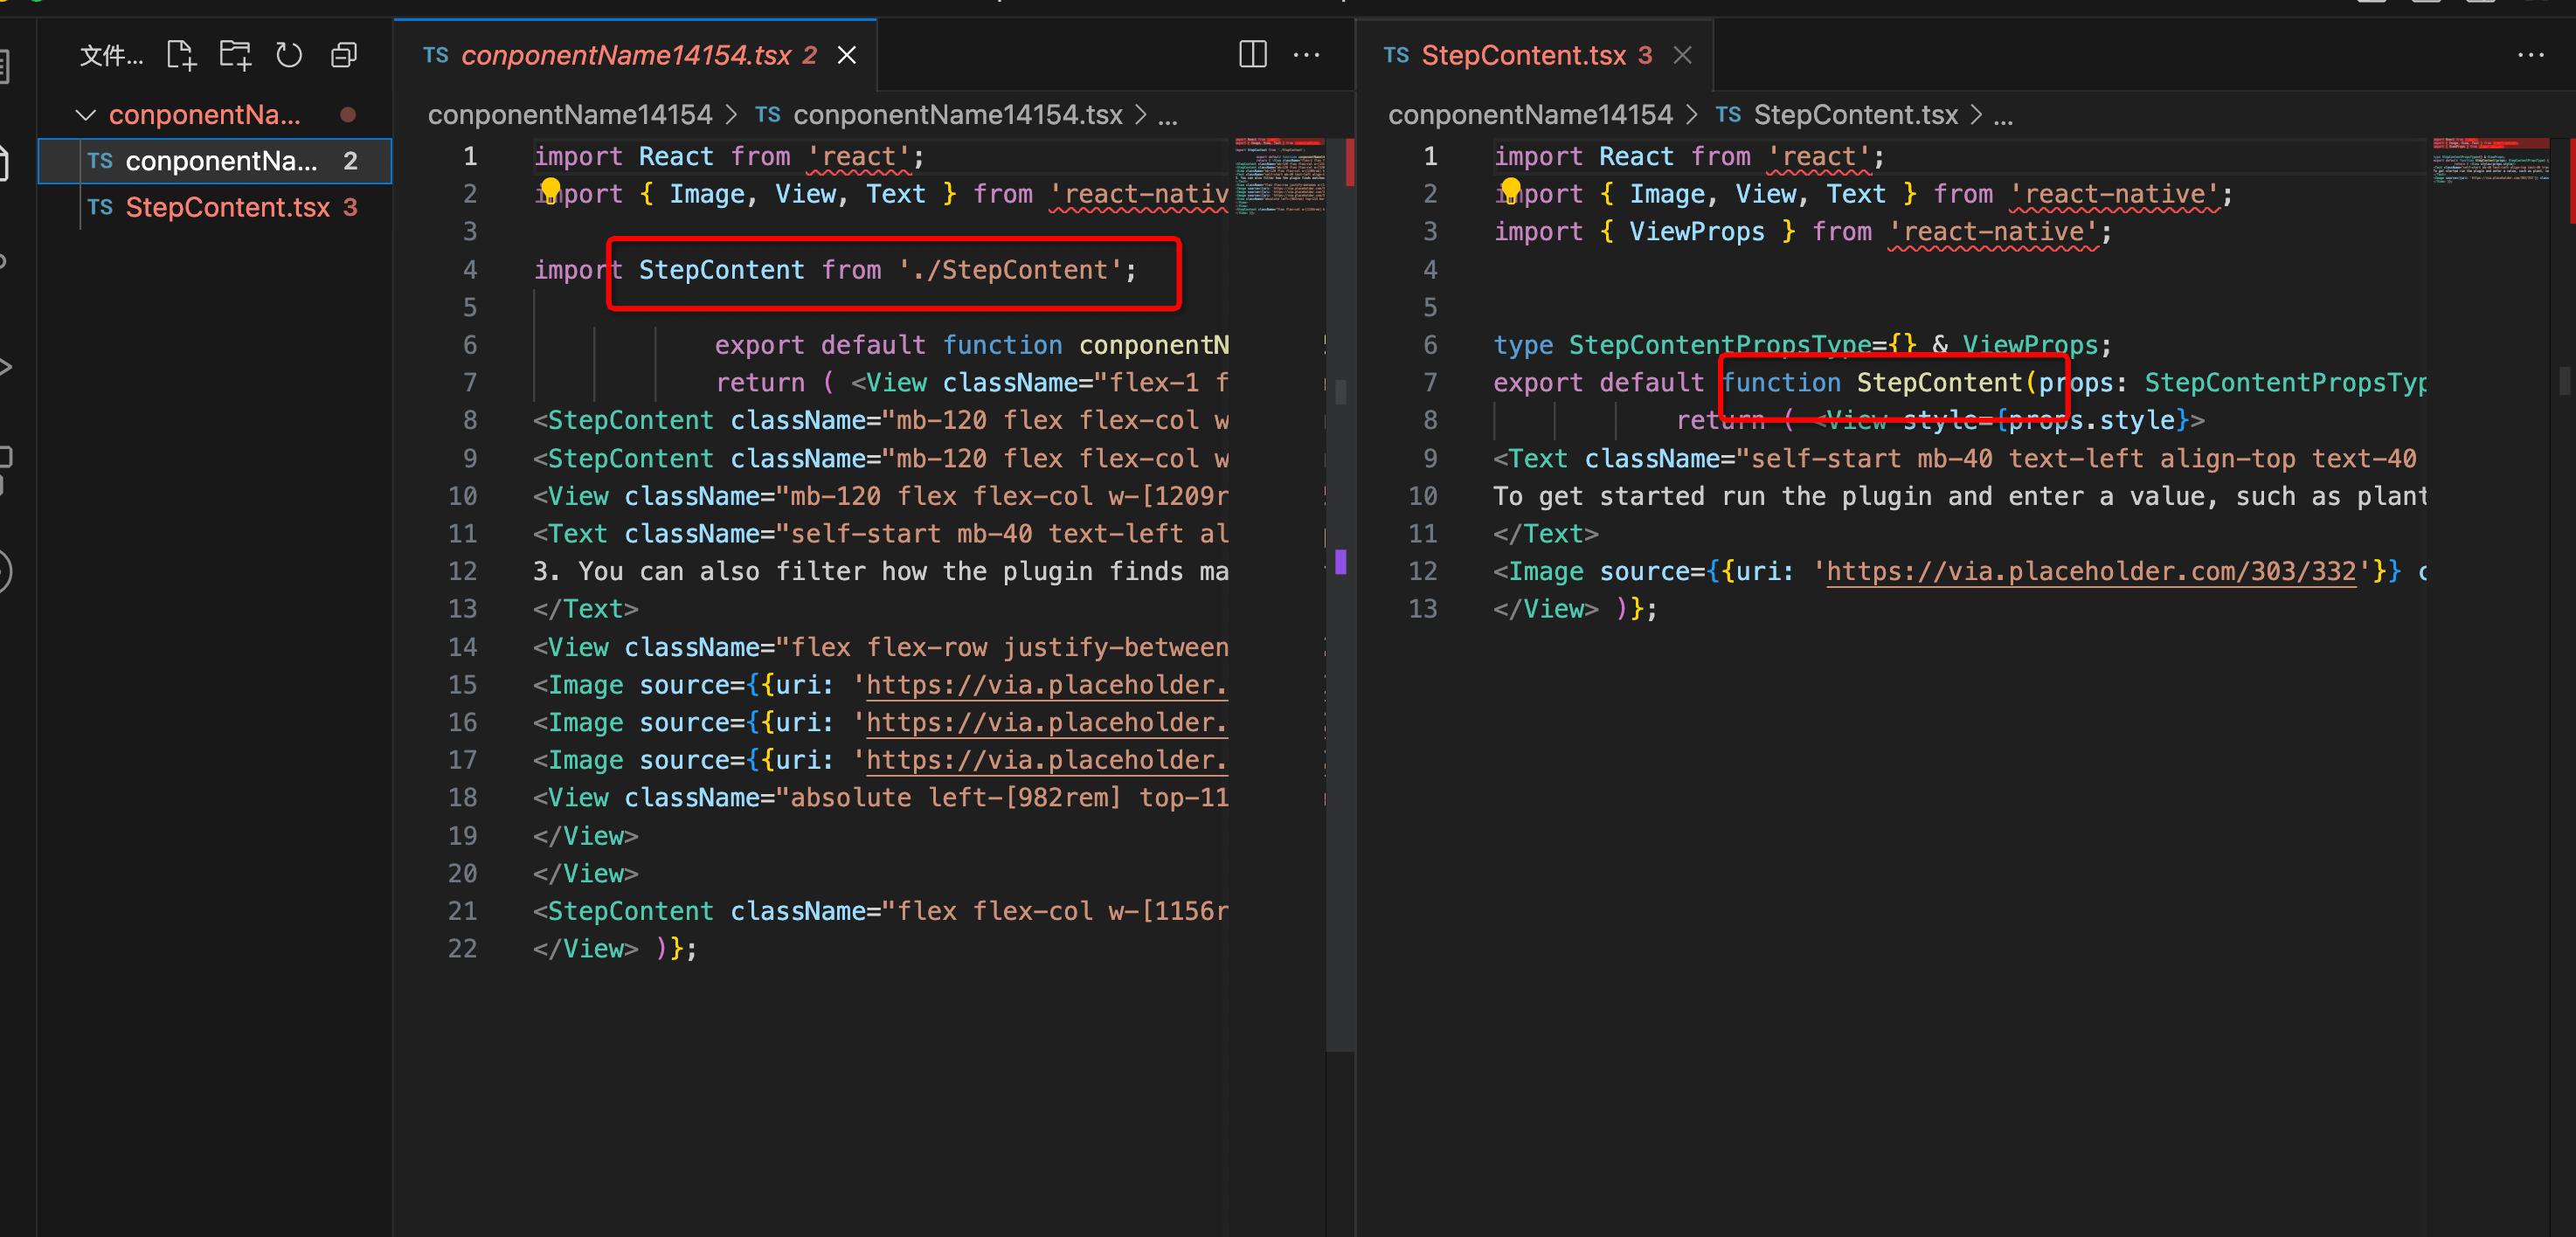 文件...
conponentNa...
TS conponentNa... 2
TS StepContent.tsx 3
TS conponentName14154.tsx 2
conponentName14154 > TS conponentName14154.tsx > ...
1 import React from 'react';
2 import { Image, View, Text } from 'react-nativ
3
4 import StepContent from './StepContent';
5
6 export default function conponentN
7 return ( <View className="flex-1 f
8 <StepContent className="mb-120 flex flex-col w
9 <StepContent className="mb-120 flex flex-col w
10 <View className="mb-120 flex flex-col w-[1209r
11 <Text className="self-start mb-40 text-left al
12 3. You can also filter how the plugin finds ma
13 </Text>
14 <View className="flex flex-row justify-between
15 <Image source={{uri: 'https://via.placeholder.
16 <Image source={{uri: 'https://via.placeholder.
17 <Image source={{uri: 'https://via.placeholder.
18 <View className="absolute left-[982rem] top-11
19 </View>
20 </View>
21 <StepContent className="flex flex-col w-[1156r
22 </View> )};
TS StepContent.tsx 3
conponentName14154 > TS StepContent.tsx > ...
1 import React from 'react';
2 import { Image, View, Text } from 'react-native';
3 import { ViewProps } from 'react-native';
4
5
6 type StepContentPropsType={} & ViewProps;
7 export default function StepContent(props: StepContentPropsTyp
8 return ( <View style={props.style}>
9 <Text className="self-start mb-40 text-left align-top text-40
10 To get started run the plugin and enter a value, such as plant
11 </Text>
12 <Image source={{uri: 'https://via.placeholder.com/303/332'}} c
13 </View> )};